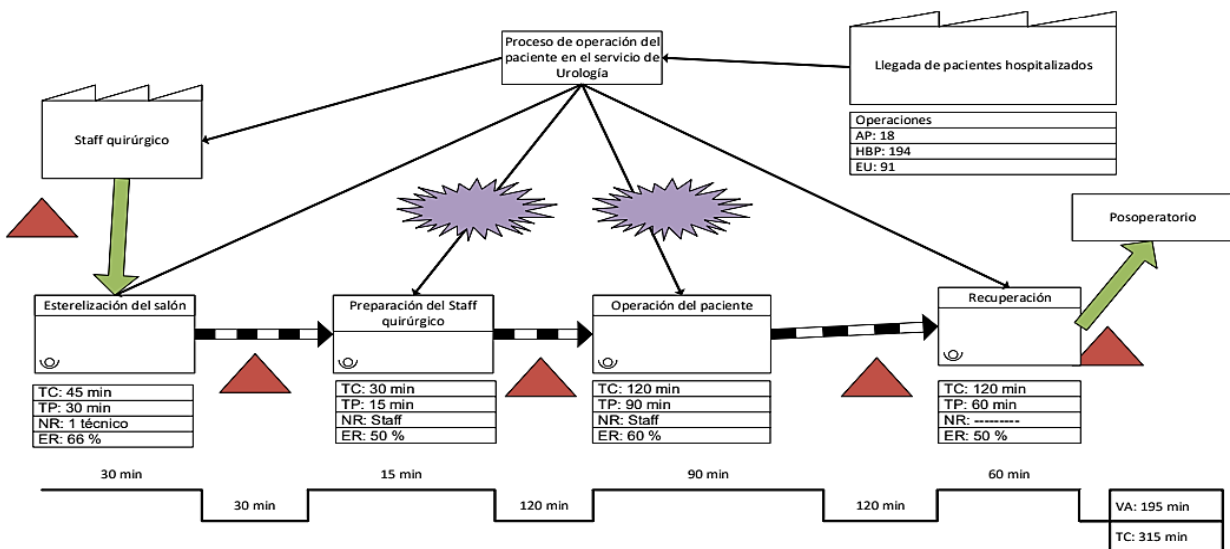 Proceso de operación del
paciente en el servicio de
Urología
Llegada de pacientes hospitalizados
Operaciones
AP: 18
HBP: 194
EU: 91
Staff quirúrgico
Posoperatorio
Esterelización del salón
TC: 45 min
TP: 30 min
NR: 1 técnico
ER: 66 %
Preparación del Staff
quirúrgico
TC: 30 min
TP: 15 min
NR: Staff
ER: 50 %
Operación del paciente
TC: 120 min
TP: 90 min
NR: Staff
ER: 60 %
Recuperación
TC: 120 min
TP: 60 min
NR: ---------
ER: 50 %
30 min
30 min
15 min
120 min
90 min
120 min
60 min
VA: 195 min
TC: 315 min